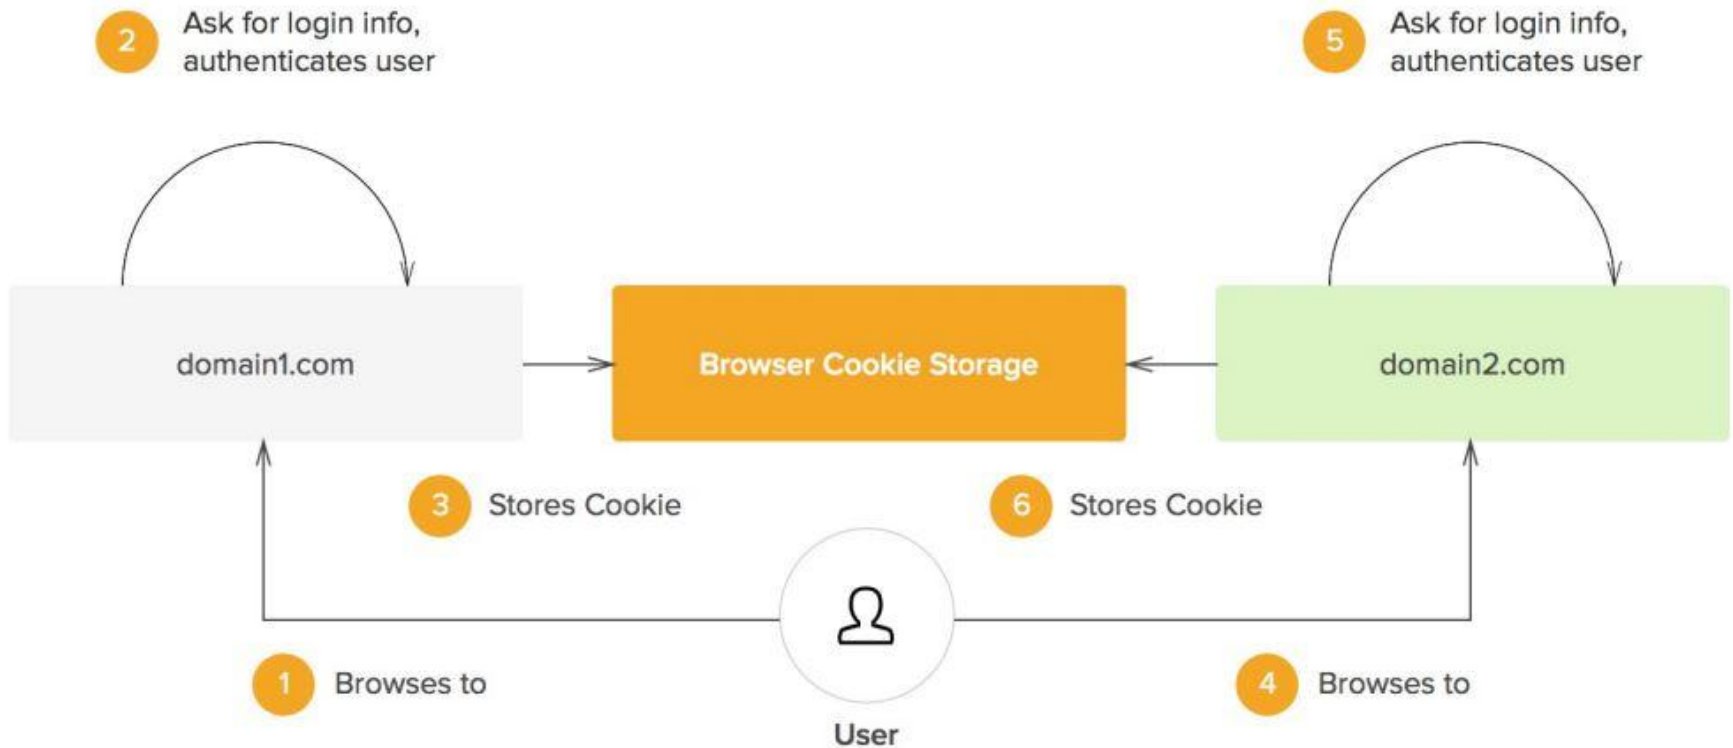 2
Ask for login info,
authenticates user
5
Ask for login info,
authenticates user
domain1.com
Browser Cookie Storage
domain2.com
3
Stores Cookie
6
Stores Cookie
1
Browses to
4
Browses to
User